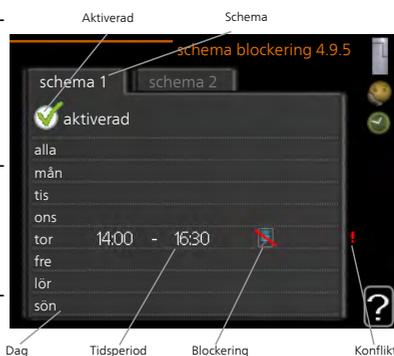 Aktiverad Schema
schema blockering 4.9.5
schema 1 schema 2
aktiverad
alla
mån
tis
ons
tor 14:00 - 16:30 !
fre
lör
sön
?
Dag Tidsperiod Blockering Konflikt